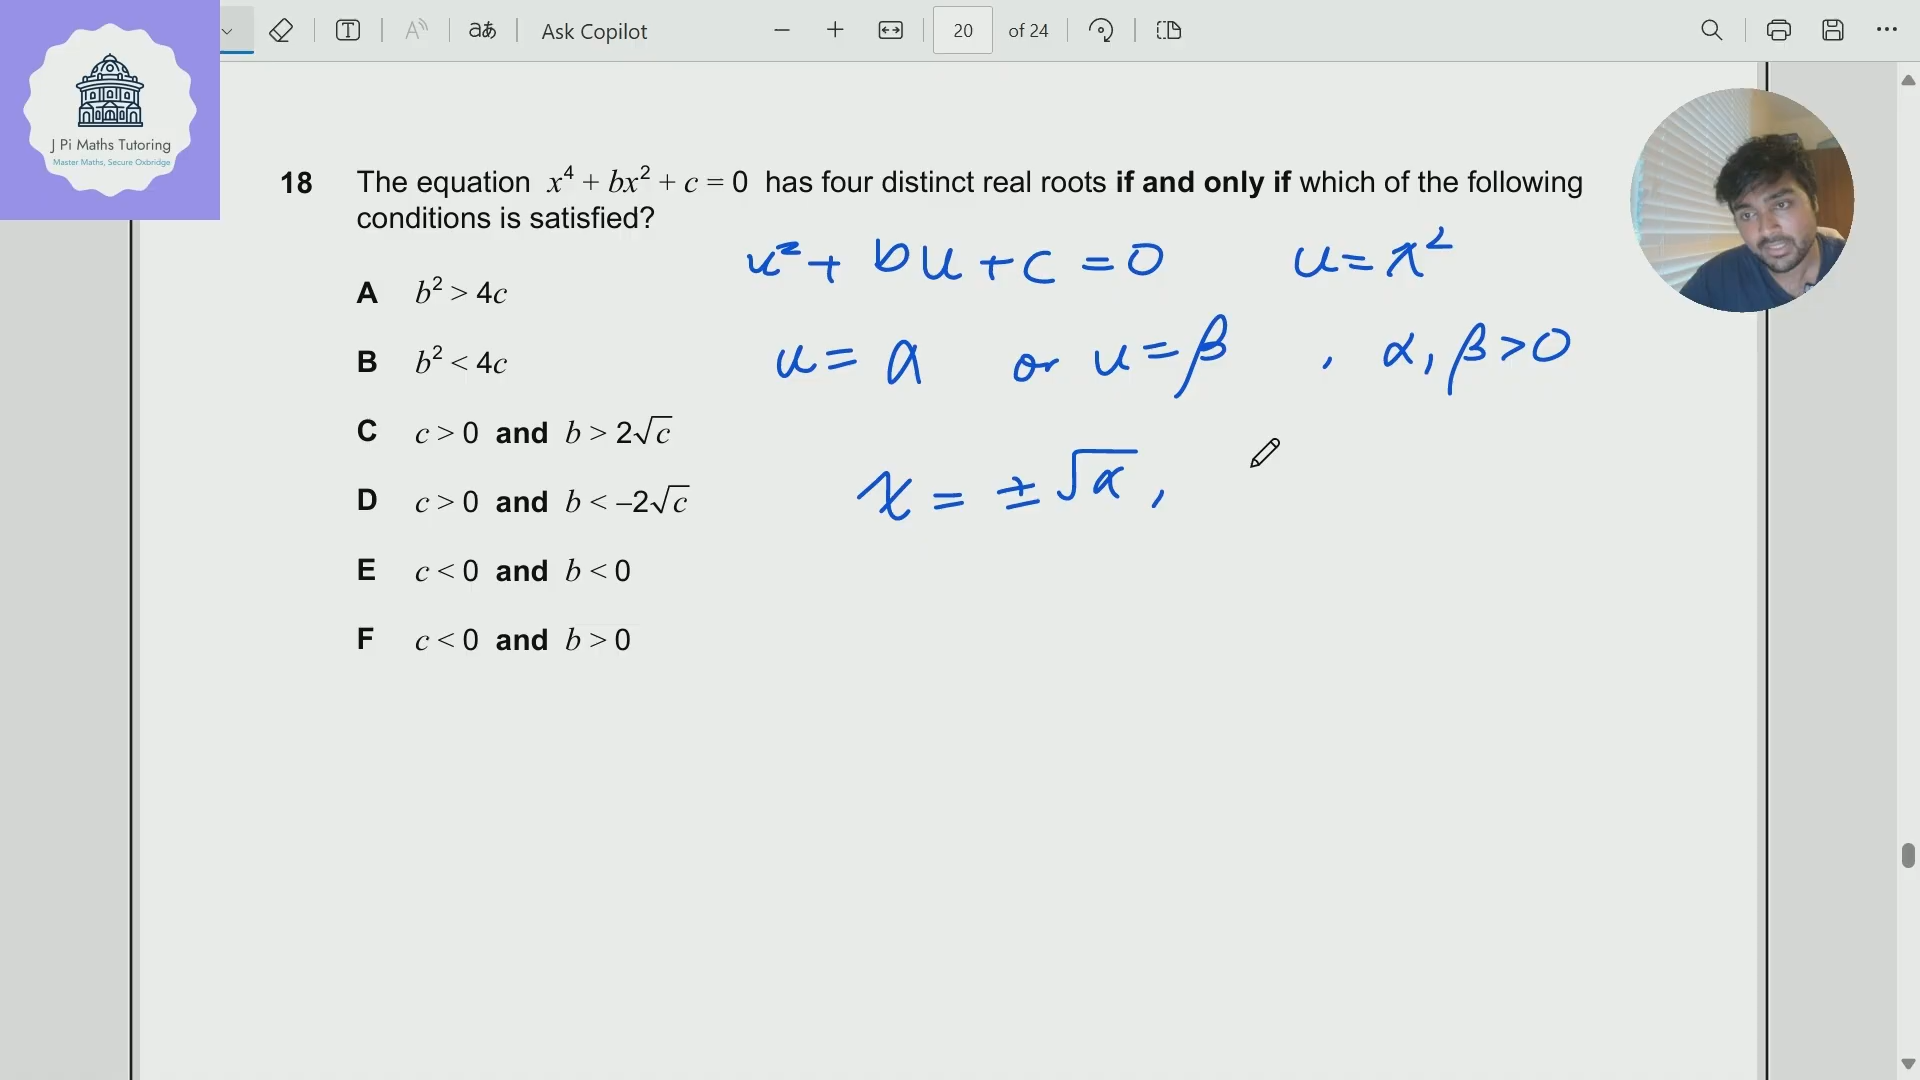 aあ Ask Copilot 20 of 24
J Pi Maths Tutoring
Master Maths, Secure Oxbridge
18 The equation x⁴ + bx² + c = 0 has four distinct real roots if and only if which of the following
conditions is satisfied?
u² + bu + c = 0 u = x²
A b² > 4c
u = α or u = β , α, β > 0
B b² < 4c
C c > 0 and b > 2√c
x = ± √α ,
D c > 0 and b < –2√c
E c < 0 and b < 0
F c < 0 and b > 0